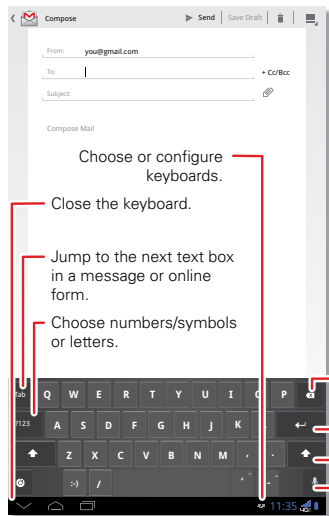 Compose
Send
Save Draft
From: you@gmail.com
To:
+ Cc/Bcc
Subject:
Compose Mail
Choose or configure
keyboards.
Close the keyboard.
Jump to the next text box
in a message or online
form.
Choose numbers/symbols
or letters.
Tab Q W E R T Y U I O P
?123 A S D F G H J K
Z X C V B N M , .
:-) / ' -
11:35